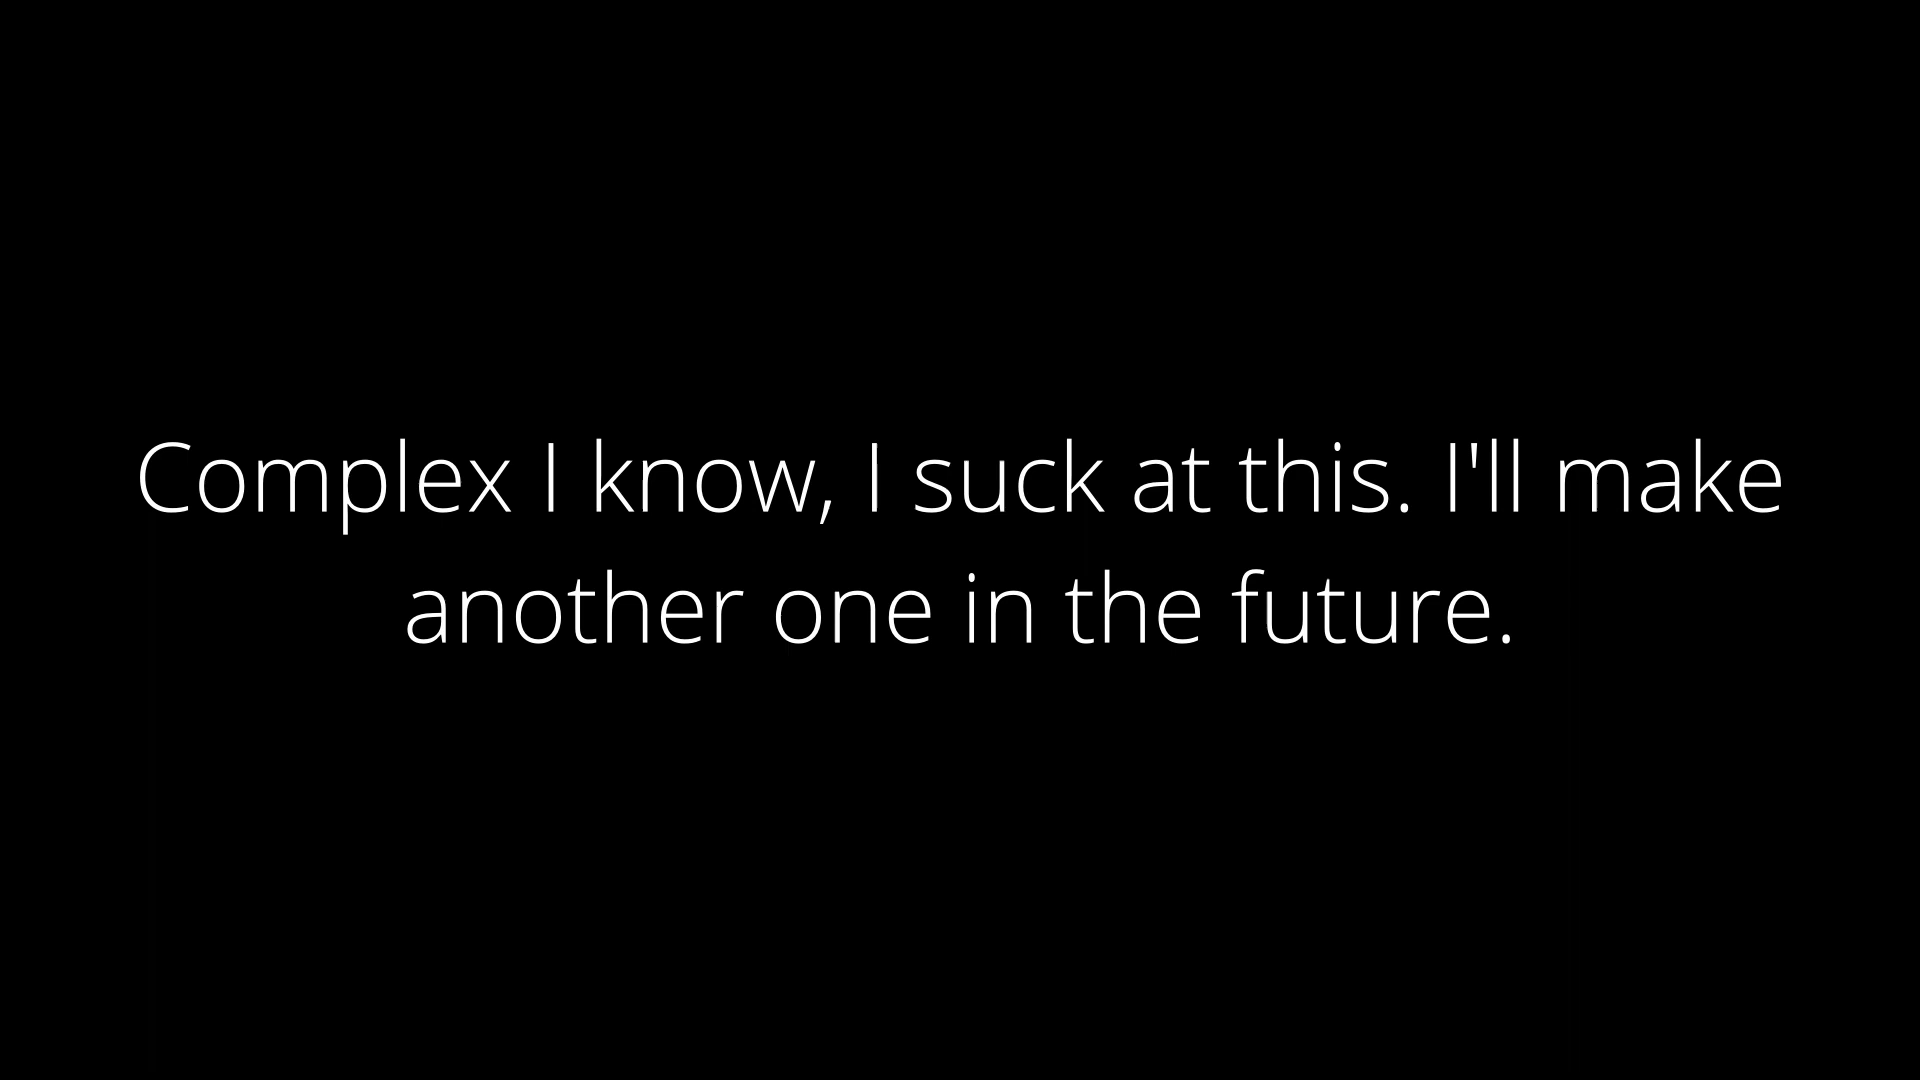 Complex I know, I suck at this. I'll make
another one in the future.